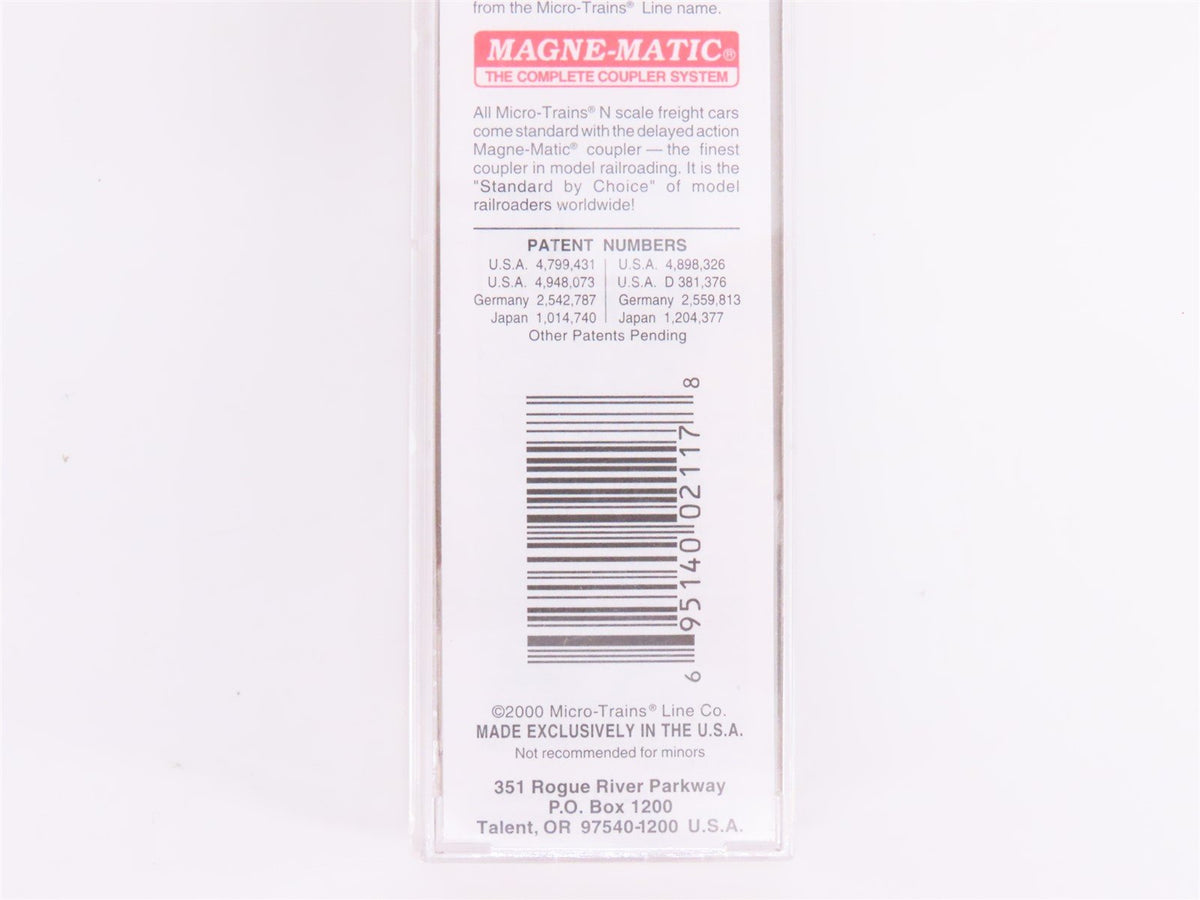 from the Micro-Trains® Line name.
MAGNE-MATIC®
THE COMPLETE COUPLER SYSTEM
All Micro-Trains® N scale freight cars
come standard with the delayed action
Magne-Matic® coupler — the finest
coupler in model railroading. It is the
"Standard by Choice" of model
railroaders worldwide!
PATENT NUMBERS
U.S.A. 4,799,431 | U.S.A. 4,898,326
U.S.A. 4,948,073 | U.S.A. D 381,376
Germany 2,542,787 | Germany 2,559,813
Japan 1,014,740 | Japan 1,204,377
Other Patents Pending
6 95140 02117 8
©2000 Micro-Trains® Line Co.
MADE EXCLUSIVELY IN THE U.S.A.
Not recommended for minors
351 Rogue River Parkway
P.O. Box 1200
Talent, OR 97540-1200 U.S.A.